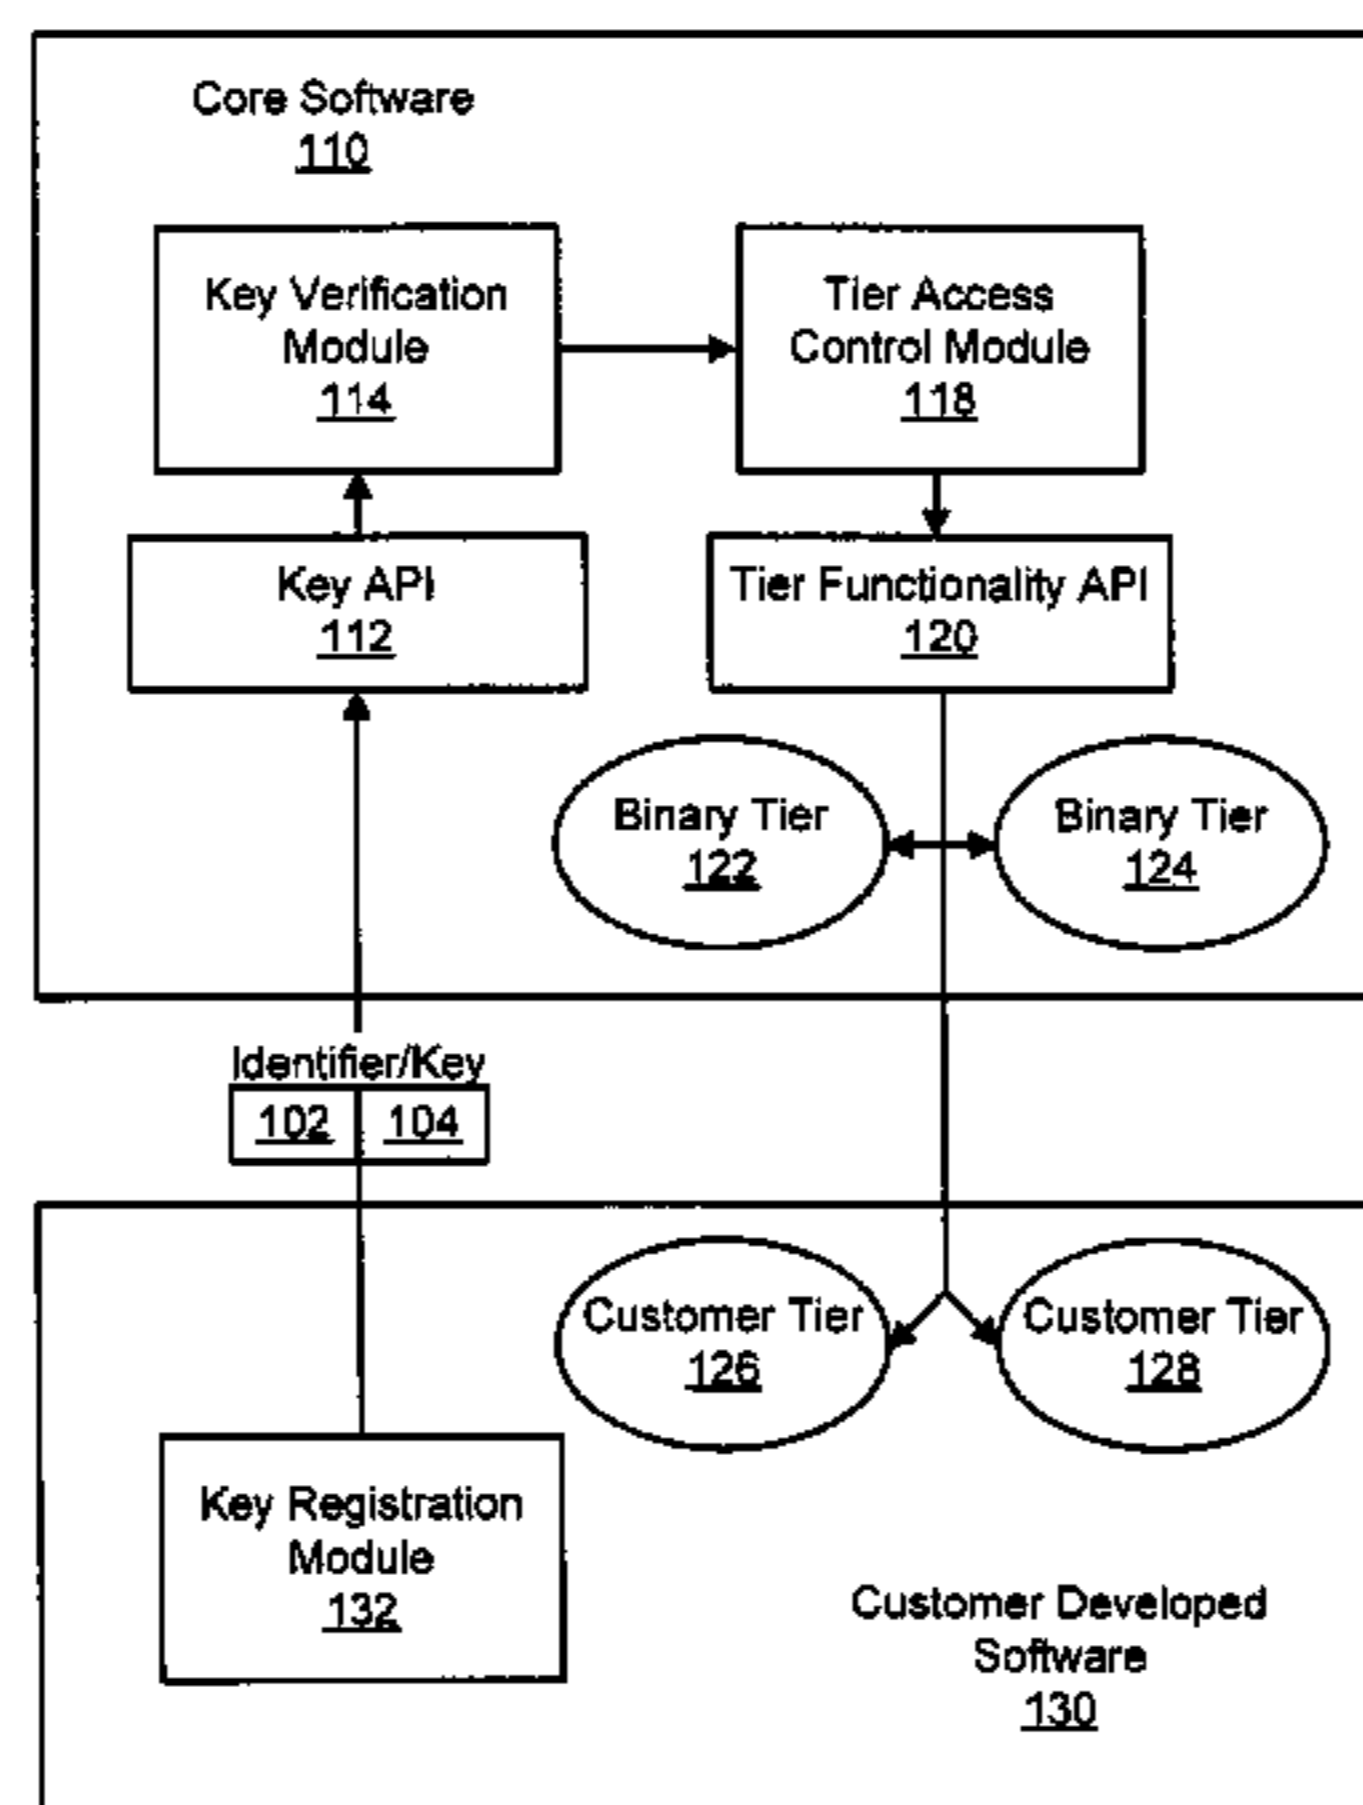 Core Software
110
Key Verification
Module
114
Tier Access
Control Module
118
Key API
112
Tier Functionality API
120
Binary Tier
122
Binary Tier
124
Identifier/Key
102 104
Customer Tier
126
Customer Tier
128
Key Registration
Module
132
Customer Developed
Software
130